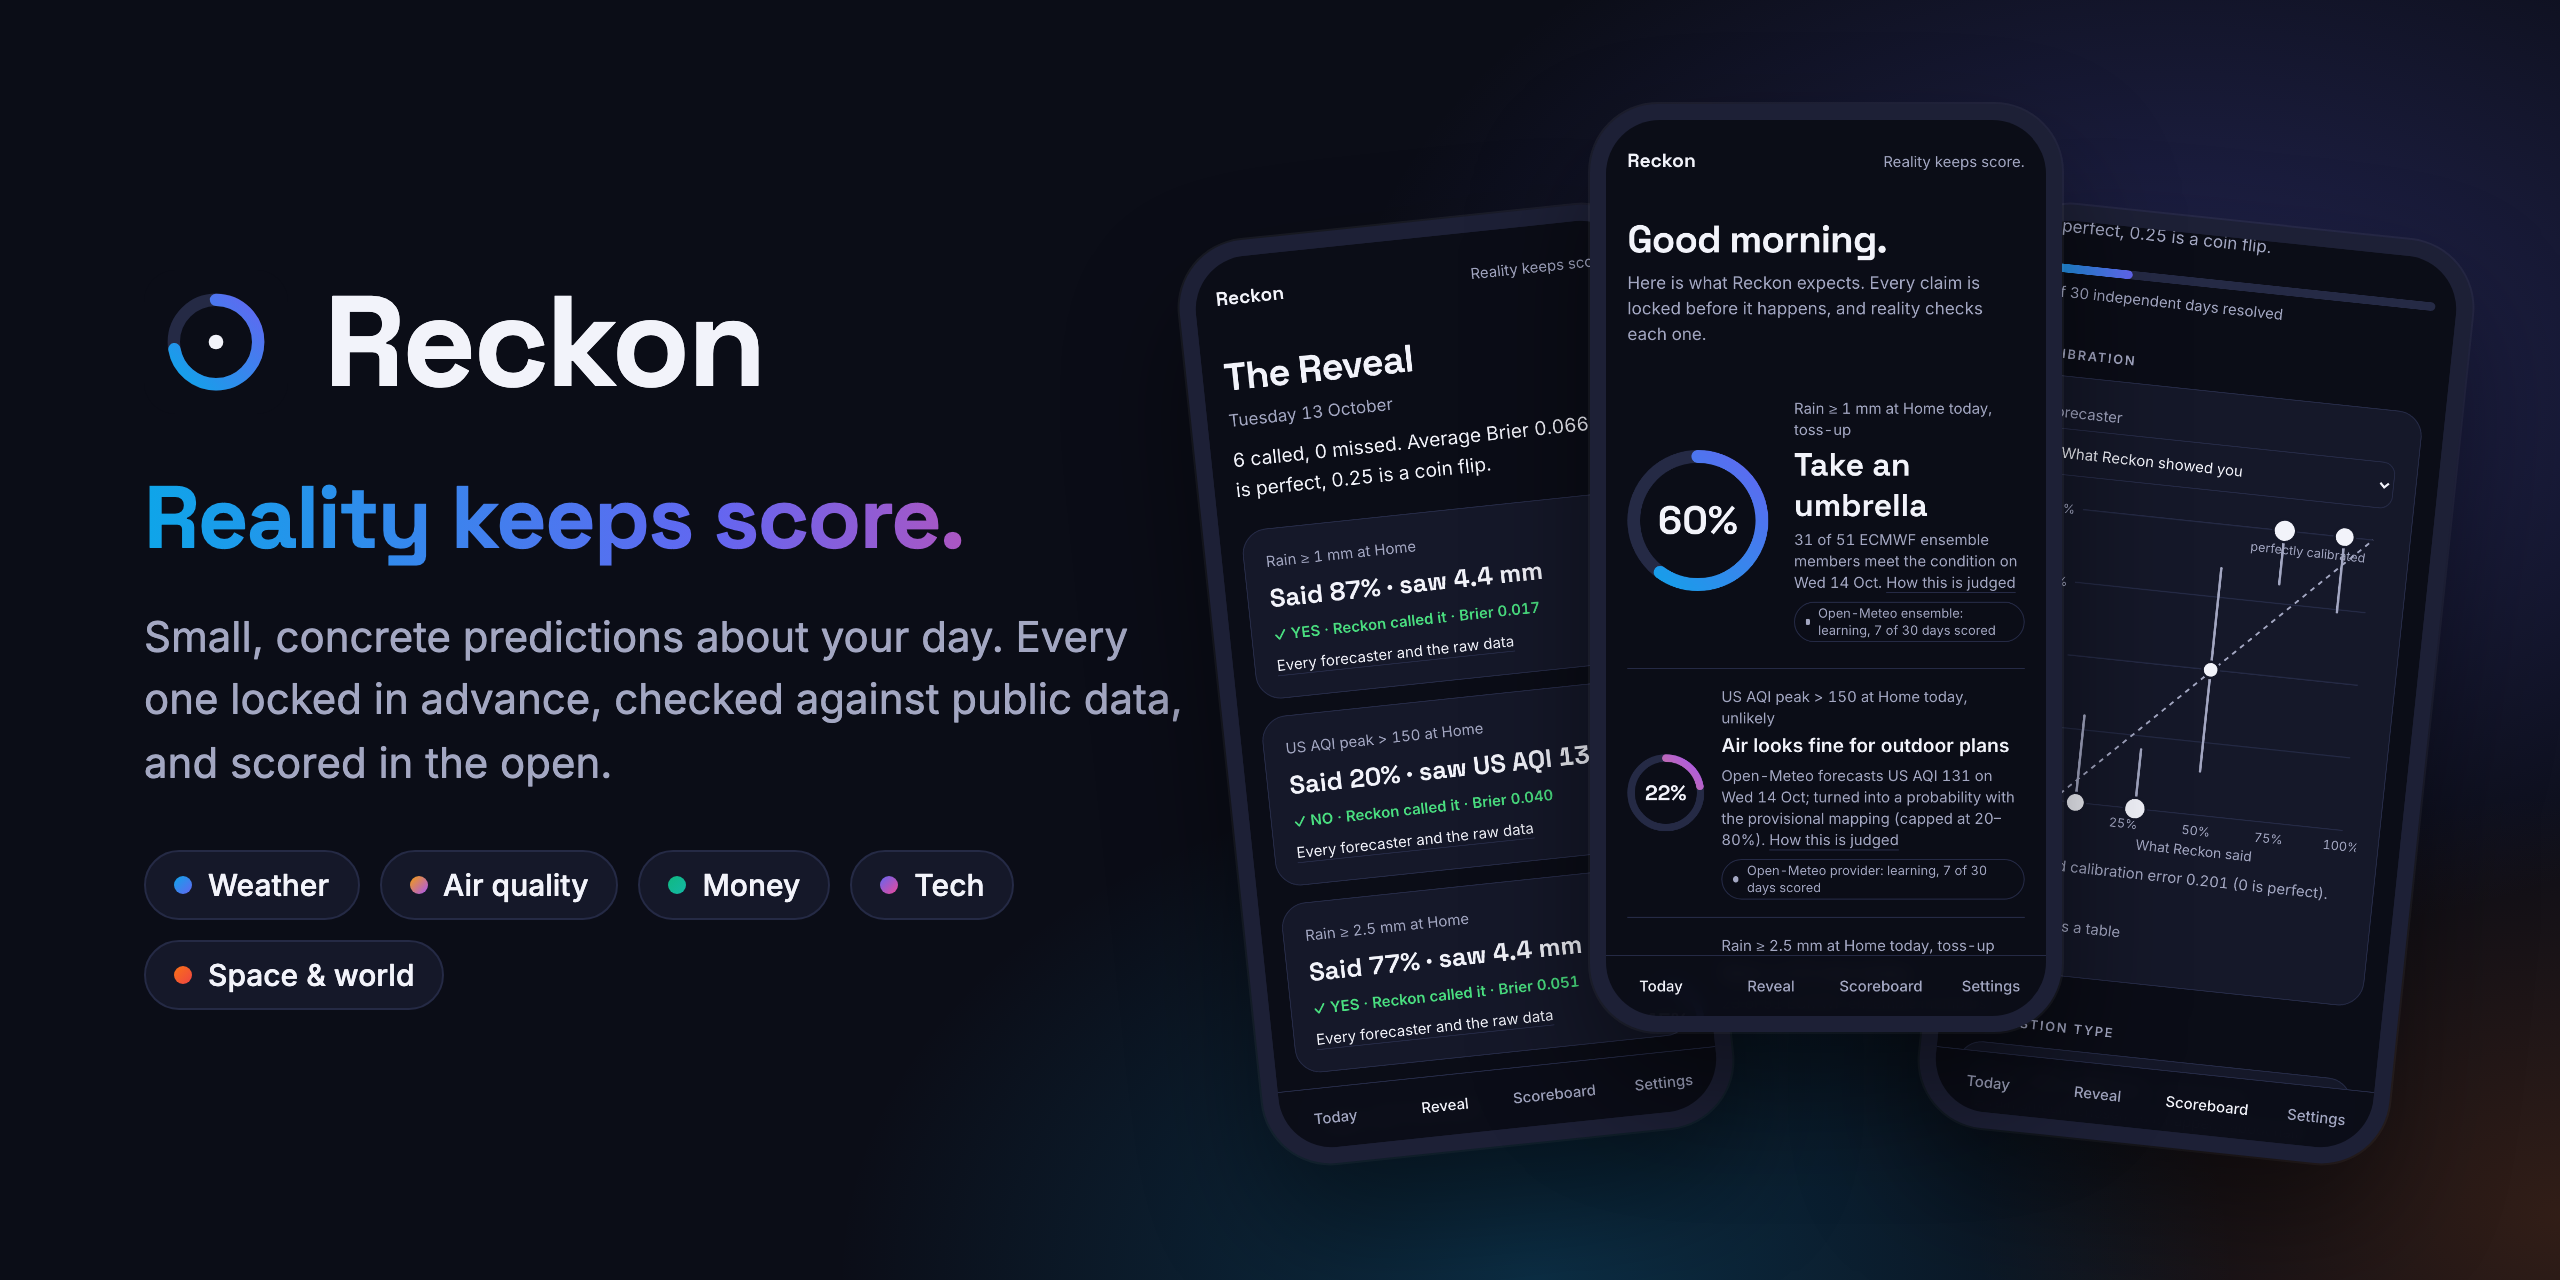 Reckon
Reality keeps score.
Small, concrete predictions about your day. Every
one locked in advance, checked against public data,
and scored in the open.
Weather
Air quality
Money
Tech
Space & world
Reckon
Reality keeps
The Reveal
Tuesday 13 October
6 called, 0 missed. Average Brier 0.066
is perfect, 0.25 is a coin flip.
Rain ≥ 1 mm at Home
Said 87% · saw 4.4 mm
✓ YES · Reckon called it · Brier 0.017
Every forecaster and the raw data
US AQI peak > 150 at Home
Said 20% · saw US AQI 13
✓ NO · Reckon called it · Brier 0.040
Every forecaster and the raw data
Rain ≥ 2.5 mm at Home
Said 77% · saw 4.4 mm
✓ YES · Reckon called it · Brier 0.051
Every forecaster and the raw data
Today
Reveal
Scoreboard
Settings
Reckon
Reality keeps score.
Good morning.
Here is what Reckon expects. Every claim is
locked before it happens, and reality checks
each one.
60%
Rain ≥ 1 mm at Home today,
toss-up
Take an
umbrella
31 of 51 ECMWF ensemble
members meet the condition on
Wed 14 Oct. How this is judged
Open-Meteo ensemble:
learning, 7 of 30 days scored
22%
US AQI peak > 150 at Home today,
unlikely
Air looks fine for outdoor plans
Open-Meteo forecasts US AQI 131 on
Wed 14 Oct; turned into a probability with
the provisional mapping (capped at 20–
80%). How this is judged
Open-Meteo provider: learning, 7 of 30
days scored
Rain ≥ 2.5 mm at Home today, toss-up
Today
Reveal
Scoreboard
Settings
perfect, 0.25 is a coin flip.
30 independent days resolved
What Reckon showed you
perfectly calibrated
25%
50%
75%
100%
What Reckon said
calibration error 0.201 (0 is perfect).
s a table
TYPE
Today
Reveal
Scoreboard
Settings